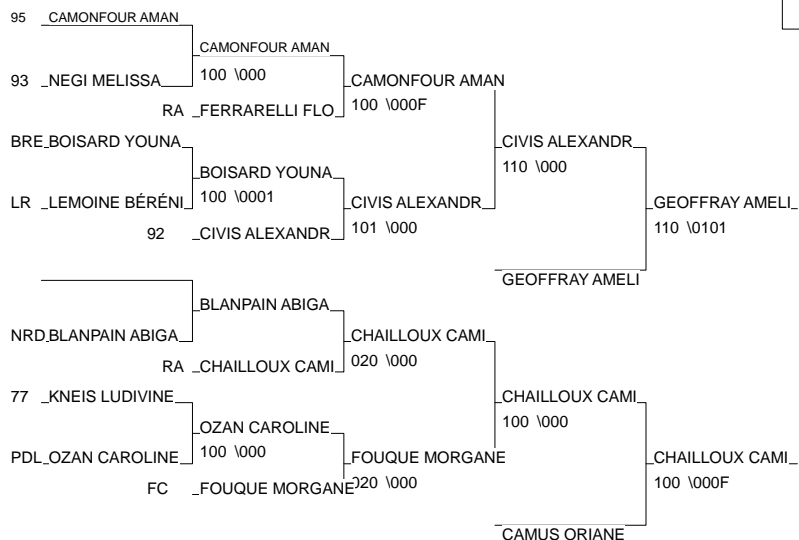 95 CAMONFOUR AMAN
CAMONFOUR AMAN
93 NEGI MELISSA
100 \000
CAMONFOUR AMAN
RA FERRARELLI FLO
100 \000F
BRE BOISARD YOUNA
CIVIS ALEXANDR
BOISARD YOUNA
110 \000
LR LEMOINE BÉRÉNI
100 \0001
CIVIS ALEXANDR
GEOFFRAY AMELI
92 CIVIS ALEXANDR
101 \000
110 \0101
GEOFFRAY AMELI
BLANPAIN ABIGA
NRD BLANPAIN ABIGA
CHAILLOUX CAMI
RA CHAILLOUX CAMI
020 \000
77 KNEIS LUDIVINE
CHAILLOUX CAMI
OZAN CAROLINE
100 \000
PDL OZAN CAROLINE
100 \000
FOUQUE MORGANE
CHAILLOUX CAMI
FC FOUQUE MORGANE
020 \000
100 \000F
CAMUS ORIANE